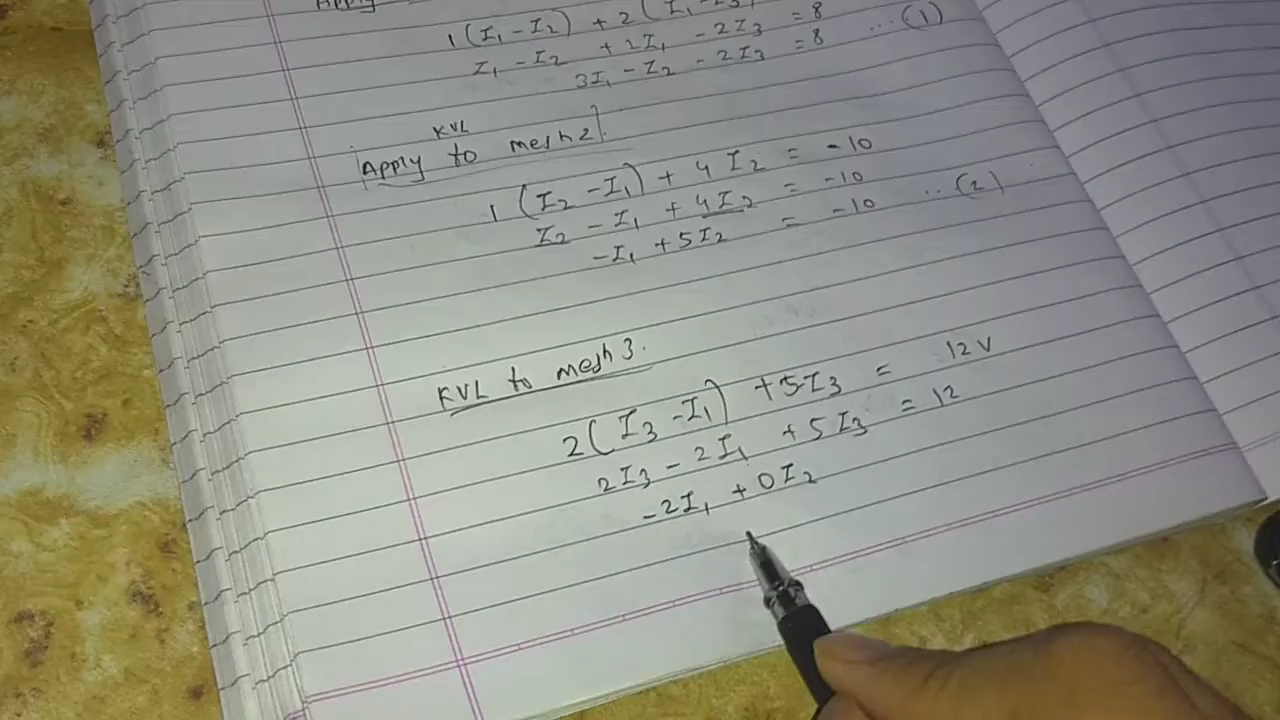 Apply
1(I₁ - I₂) + 2(I₁ - I₃) = 8
I₁ - I₂ + 2I₁ - 2I₃ = 8
3I₁ - I₂ - 2I₃ = 8 ...(1)
KVL
Apply to mesh 2
1(I₂ - I₁) + 4I₂ = -10
I₂ - I₁ + 4I₂ = -10
-I₁ + 5I₂ = -10 ..(2)
KVL to mesh 3.
2(I₃ - I₁) + 5I₃ = 12V
2I₃ - 2I₁ + 5I₃ = 12
-2I₁ + 0I₂